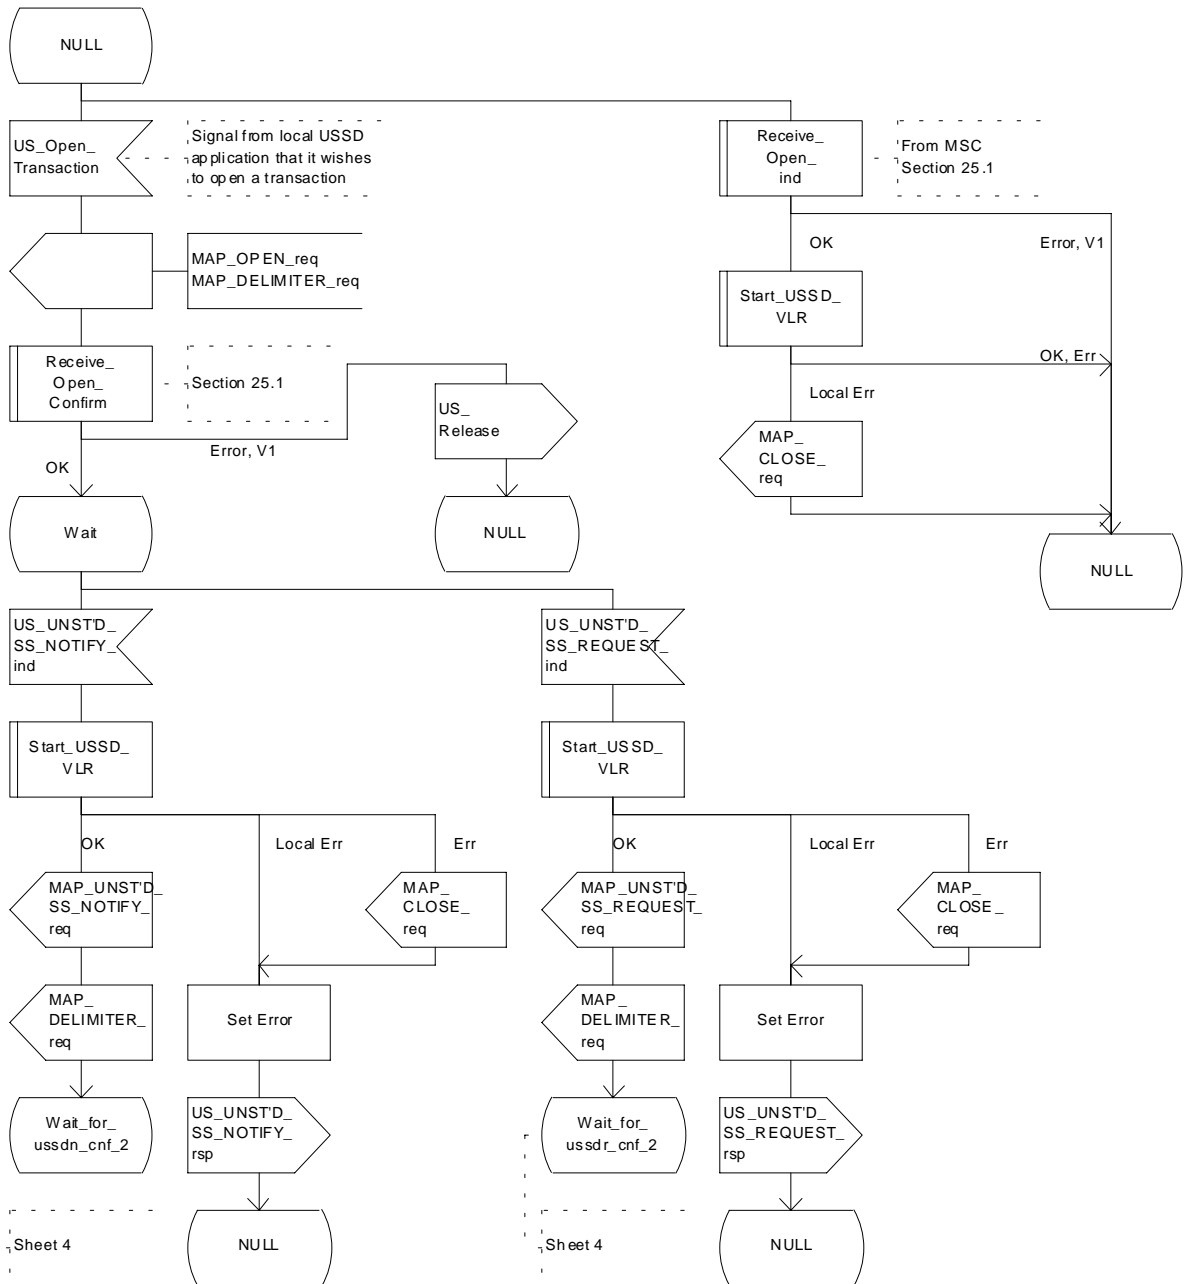 NULL
US_Open_
Transaction
Signal from local USSD
application that it wishes
to open a transaction
Receive_
Open_
ind
From MSC
Section 25.1
MAP_OPEN_req
MAP_DELIMITER_req
OK
Error, V1
Start_USSD_
VLR
Receive_
Open_
Confirm
Section 25.1
OK, Err
Local Err
US_
Release
MAP_
CLOSE_
req
Error, V1
OK
Wait
NULL
NULL
US_UNST'D_
SS_NOTIFY_
ind
US_UNST'D_
SS_REQUEST_
ind
Start_USSD_
VLR
Start_USSD_
VLR
OK
Local Err
Err
OK
Local Err
Err
MAP_UNST'D_
SS_NOTIFY_
req
MAP_
CLOSE_
req
MAP_UNST'D_
SS_REQUEST_
req
MAP_
CLOSE_
req
MAP_
DELIMITER_
req
Set Error
MAP_
DELIMITER_
req
Set Error
Wait_for_
ussdn_cnf_2
US_UNST'D_
SS_NOTIFY_
rsp
Wait_for_
ussdr_cnf_2
US_UNST'D_
SS_REQUEST_
rsp
Sheet 4
NULL
Sheet 4
NULL